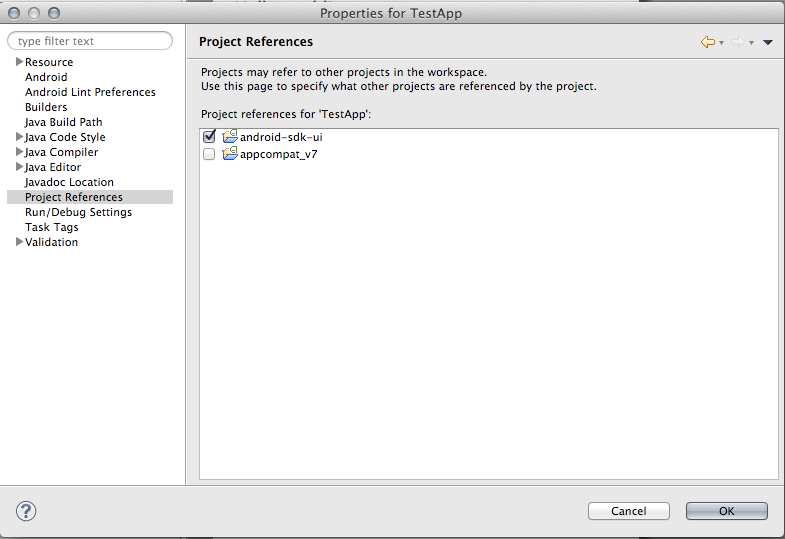 Properties for TestApp
type filter text
Resource
Android
Android Lint Preferences
Builders
Java Build Path
Java Code Style
Java Compiler
Java Editor
Javadoc Location
Project References
Run/Debug Settings
Task Tags
Validation
Project References
Projects may refer to other projects in the workspace.
Use this page to specify what other projects are referenced by the project.
Project references for 'TestApp':
android-sdk-ui
appcompat_v7
?
Cancel
OK